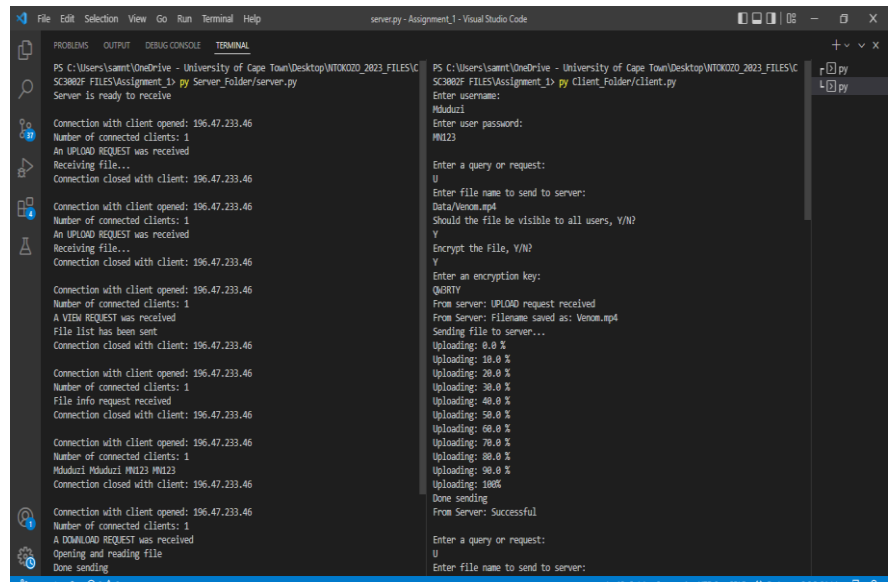 File Edit Selection View Go Run Terminal Help
server.py - Assignment_1 - Visual Studio Code
PROBLEMS OUTPUT DEBUG CONSOLE TERMINAL
PS C:\Users\samnt\OneDrive - University of Cape Town\Desktop\NTOKOZO_2023_FILES\C
SC3002F FILES\Assignment_1> py Server_Folder/server.py
Server is ready to receive
Connection with client opened: 196.47.233.46
Number of connected clients: 1
An UPLOAD REQUEST was received
Receiving file...
Connection closed with client: 196.47.233.46
Connection with client opened: 196.47.233.46
Number of connected clients: 1
An UPLOAD REQUEST was received
Receiving file...
Connection closed with client: 196.47.233.46
Connection with client opened: 196.47.233.46
Number of connected clients: 1
A VIEW REQUEST was received
File list has been sent
Connection closed with client: 196.47.233.46
Connection with client opened: 196.47.233.46
Number of connected clients: 1
File info request received
Connection closed with client: 196.47.233.46
Connection with client opened: 196.47.233.46
Number of connected clients: 1
Mduduzi Mduduzi MN123 MN123
Connection closed with client: 196.47.233.46
Connection with client opened: 196.47.233.46
Number of connected clients: 1
A DOWNLOAD REQUEST was received
Opening and reading file
Done sending
PS C:\Users\samnt\OneDrive - University of Cape Town\Desktop\NTOKOZO_2023_FILES\C
SC3002F FILES\Assignment_1> py Client_Folder/client.py
Enter username:
Mduduzi
Enter user password:
MN123
Enter a query or request:
U
Enter file name to send to server:
Data/Venom.mp4
Should the file be visible to all users, Y/N?
Y
Encrypt the File, Y/N?
Y
Enter an encryption key:
QW3RTY
From server: UPLOAD request received
From Server: Filename saved as: Venom.mp4
Sending file to server...
Uploading: 0.0 %
Uploading: 10.0 %
Uploading: 20.0 %
Uploading: 30.0 %
Uploading: 40.0 %
Uploading: 50.0 %
Uploading: 60.0 %
Uploading: 70.0 %
Uploading: 80.0 %
Uploading: 90.0 %
Uploading: 100%
Done sending
From Server: Successful
Enter a query or request:
U
Enter file name to send to server:
py
py
37
4
1